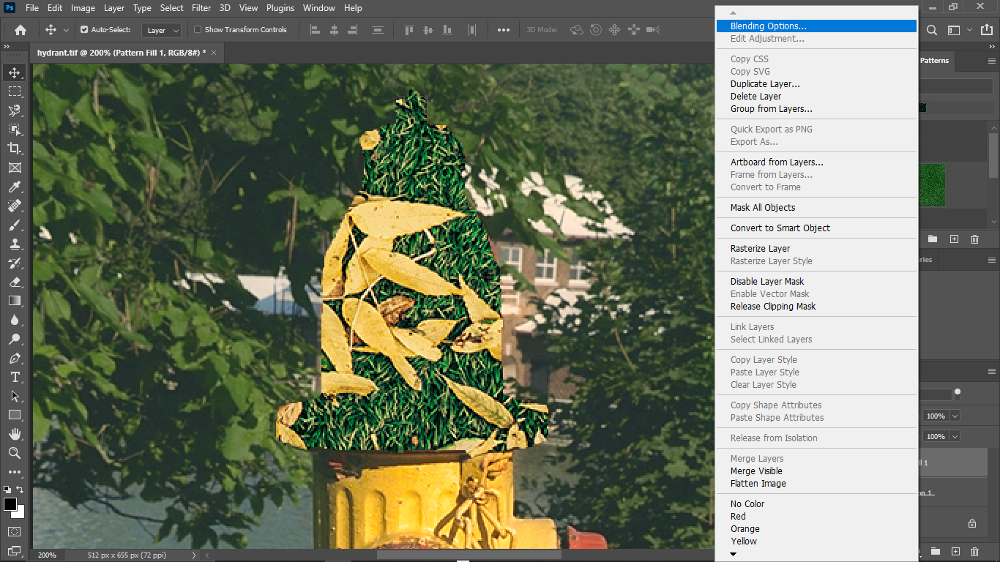 Ps File Edit Image Layer Type Select Filter 3D View Plugins Window Help
Auto-Select: Layer Show Transform Controls 3D Mode:
hydrant.tif @ 200% (Pattern Fill 1, RGB/8#) * ×
Patterns
Blending Options...
Edit Adjustment...
Copy CSS
Copy SVG
Duplicate Layer...
Delete Layer
Group from Layers...
Quick Export as PNG
Export As...
Artboard from Layers...
Frame from Layers...
Convert to Frame
Mask All Objects
Convert to Smart Object
Rasterize Layer
Rasterize Layer Style
Disable Layer Mask
Enable Vector Mask
Release Clipping Mask
Link Layers
Select Linked Layers
Copy Layer Style
Paste Layer Style
Clear Layer Style
Copy Shape Attributes
Paste Shape Attributes
Release from Isolation
Merge Layers
Merge Visible
Flatten Image
No Color
Red
Orange
Yellow
raries
100%
100%
ll 1
on 1
200% 512 px x 655 px (72 ppi)